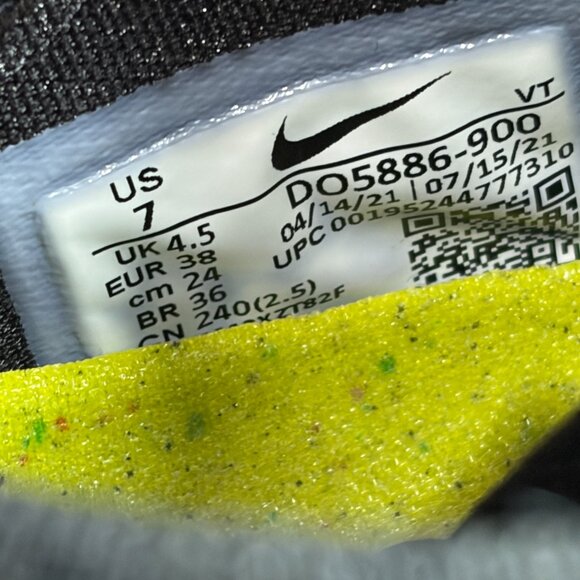 VT
US
7
DO5886-900
04/14/21 | 07/15/21
UPC 00195244777310
UK 4.5
EUR 38
cm 24
BR 36
CN 240(2.5)